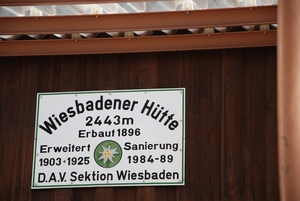 Wiesbadener Hütte
2443m
Erbaut 1896
Erweitert Sanierung
1903+1925 1984-89
D.A.V. Sektion Wiesbaden